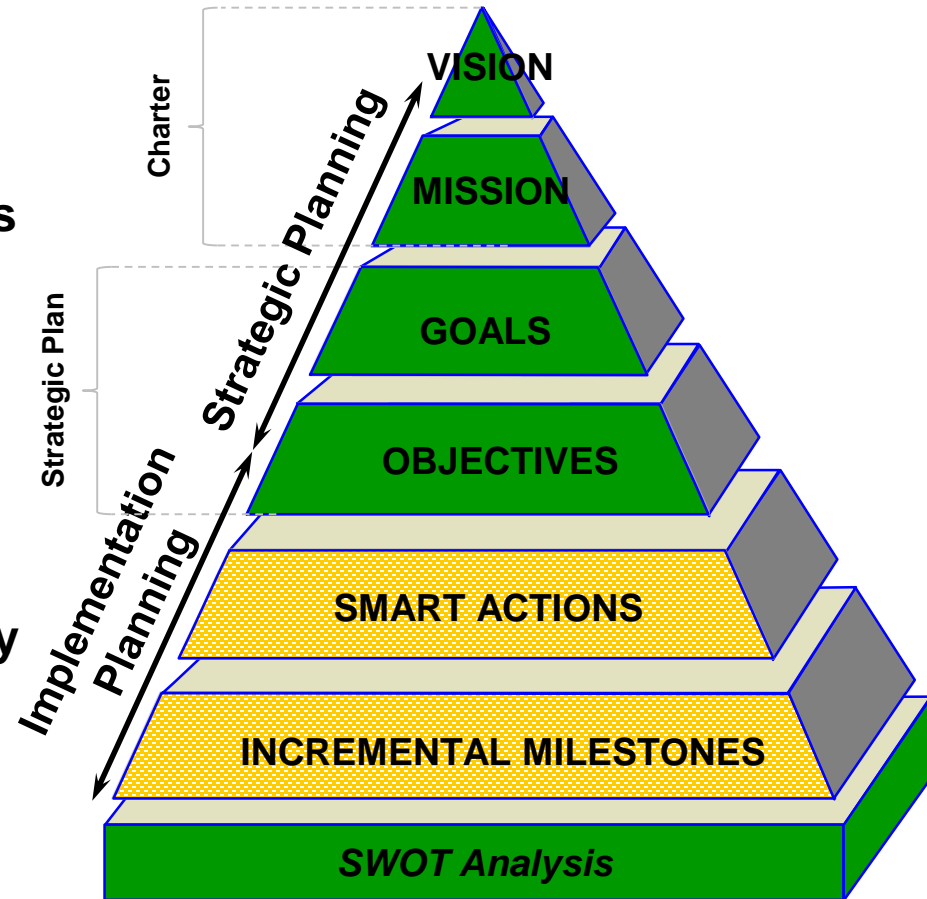 VISION
Charter
Strategic Planning
MISSION
s
GOALS
Strategic Plan
OBJECTIVES
Implementation
Planning
SMART ACTIONS
y
INCREMENTAL MILESTONES
SWOT Analysis